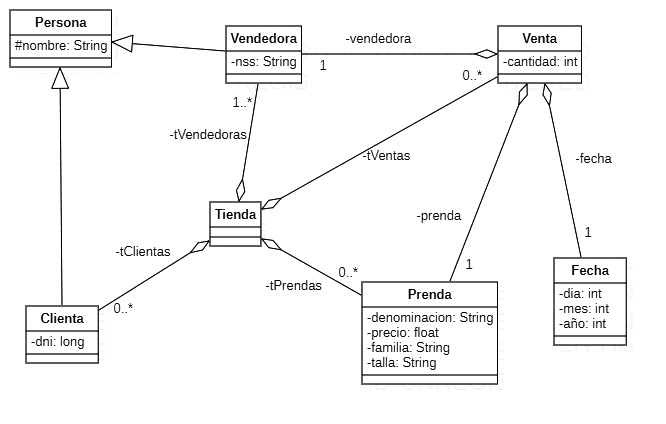 Persona
#nombre: String
Vendedora
-nss: String
-vendedora
1
Venta
-cantidad: int
0..*
1..*
-tVendedoras
-tVentas
-fecha
Tienda
-prenda
1
-tClientas
0..*
-tPrendas
0..*
1
Clienta
-dni: long
Prenda
-denominacion: String
-precio: float
-familia: String
-talla: String
Fecha
-dia: int
-mes: int
-año: int